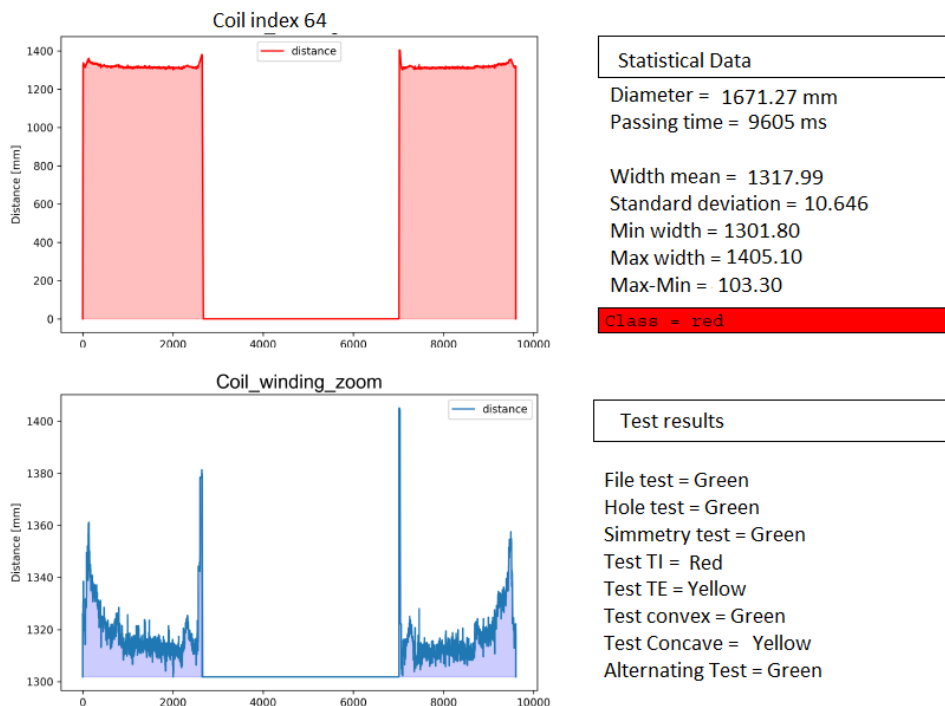 Coil index 64
distance
1400
1200
1000
800
600
400
200
0
Distance [mm]
0 2000 4000 6000 8000 10000
Statistical Data
Diameter = 1671.27 mm
Passing time = 9605 ms
Width mean = 1317.99
Standard deviation = 10.646
Min width = 1301.80
Max width = 1405.10
Max-Min = 103.30
Class = red
Coil_winding_zoom
distance
1400
1380
1360
1340
1320
1300
Distance [mm]
0 2000 4000 6000 8000 10000
Test results
File test = Green
Hole test = Green
Simmetry test = Green
Test TI = Red
Test TE = Yellow
Test convex = Green
Test Concave = Yellow
Alternating Test = Green